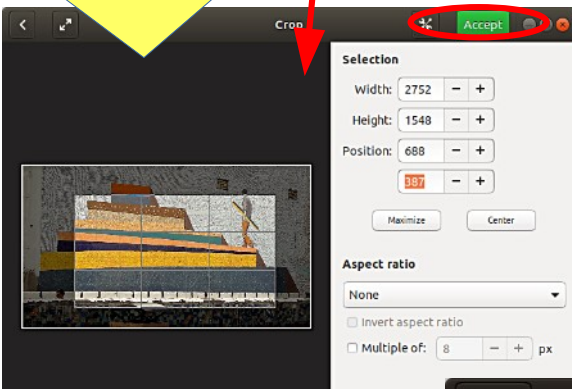 Crop
Accept
Selection
Width: 2752 - +
Height: 1548 - +
Position: 688 - +
387 - +
Maximize Center
Aspect ratio
None
Invert aspect ratio
Multiple of: 8 - + px